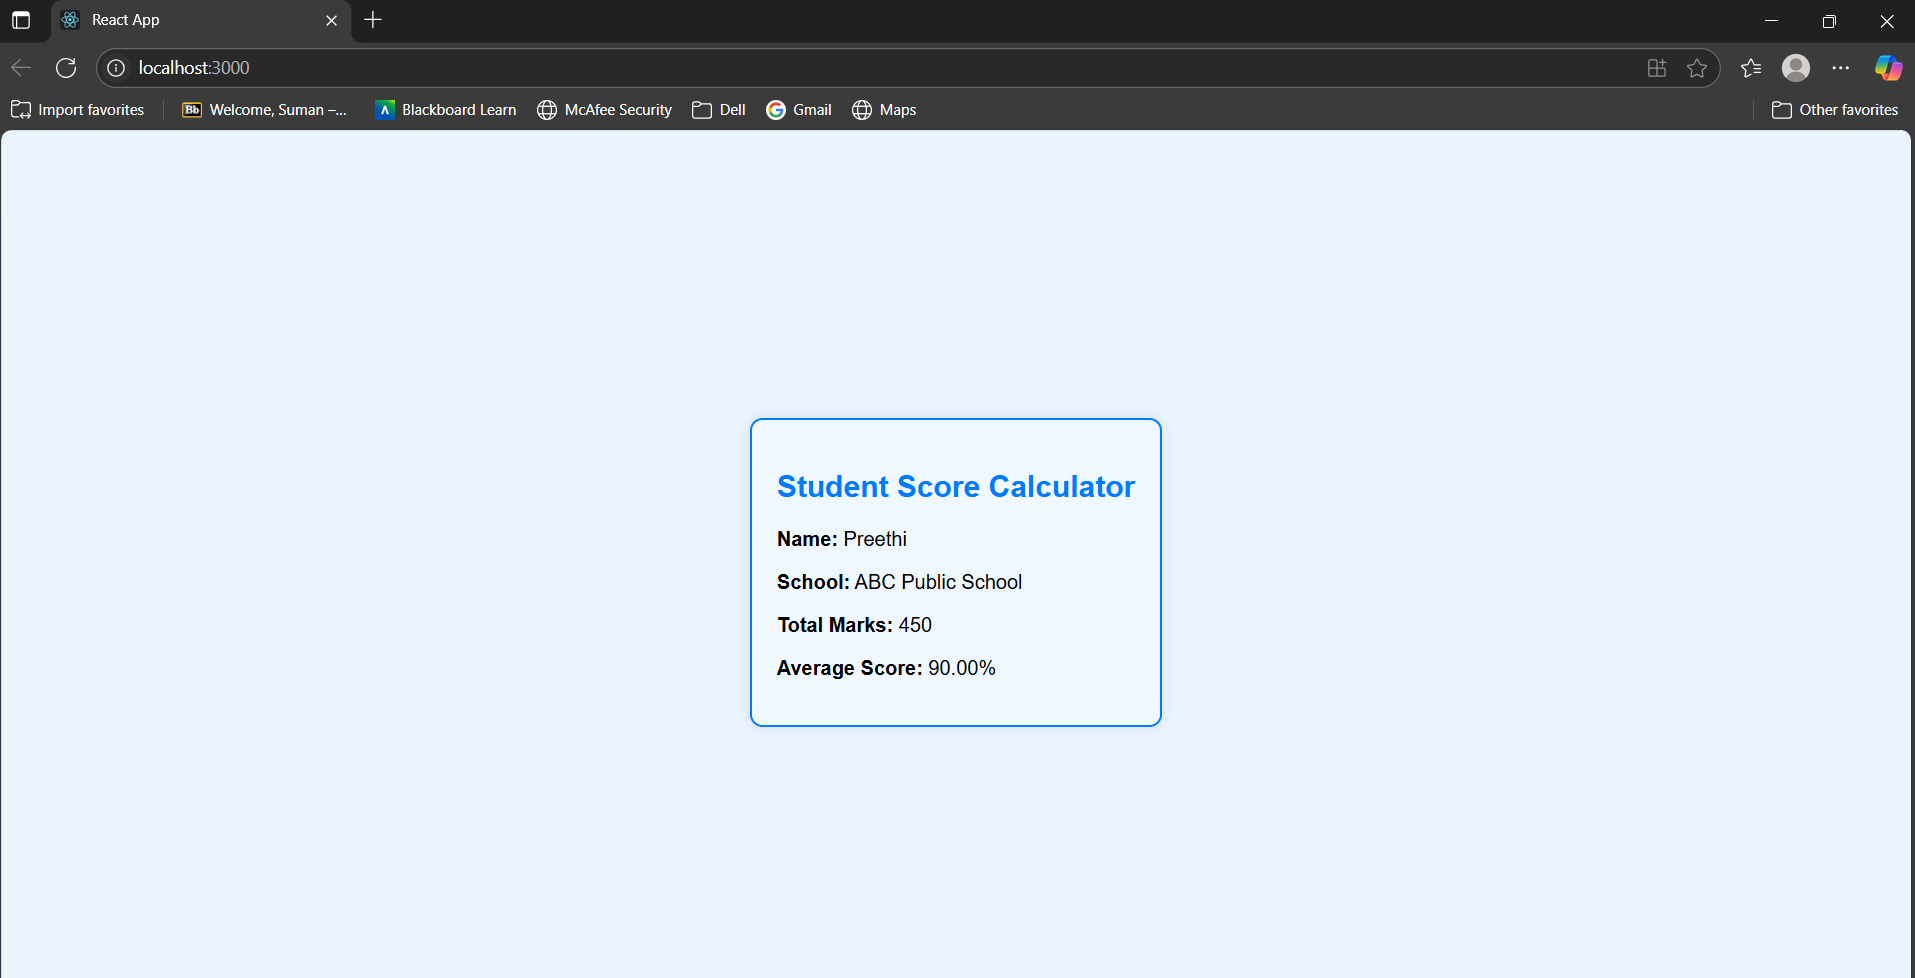 React App
localhost:3000
Import favorites
Bb Welcome, Suman –...
Blackboard Learn
McAfee Security
Dell
Gmail
Maps
Other favorites
Student Score Calculator
Name: Preethi
School: ABC Public School
Total Marks: 450
Average Score: 90.00%